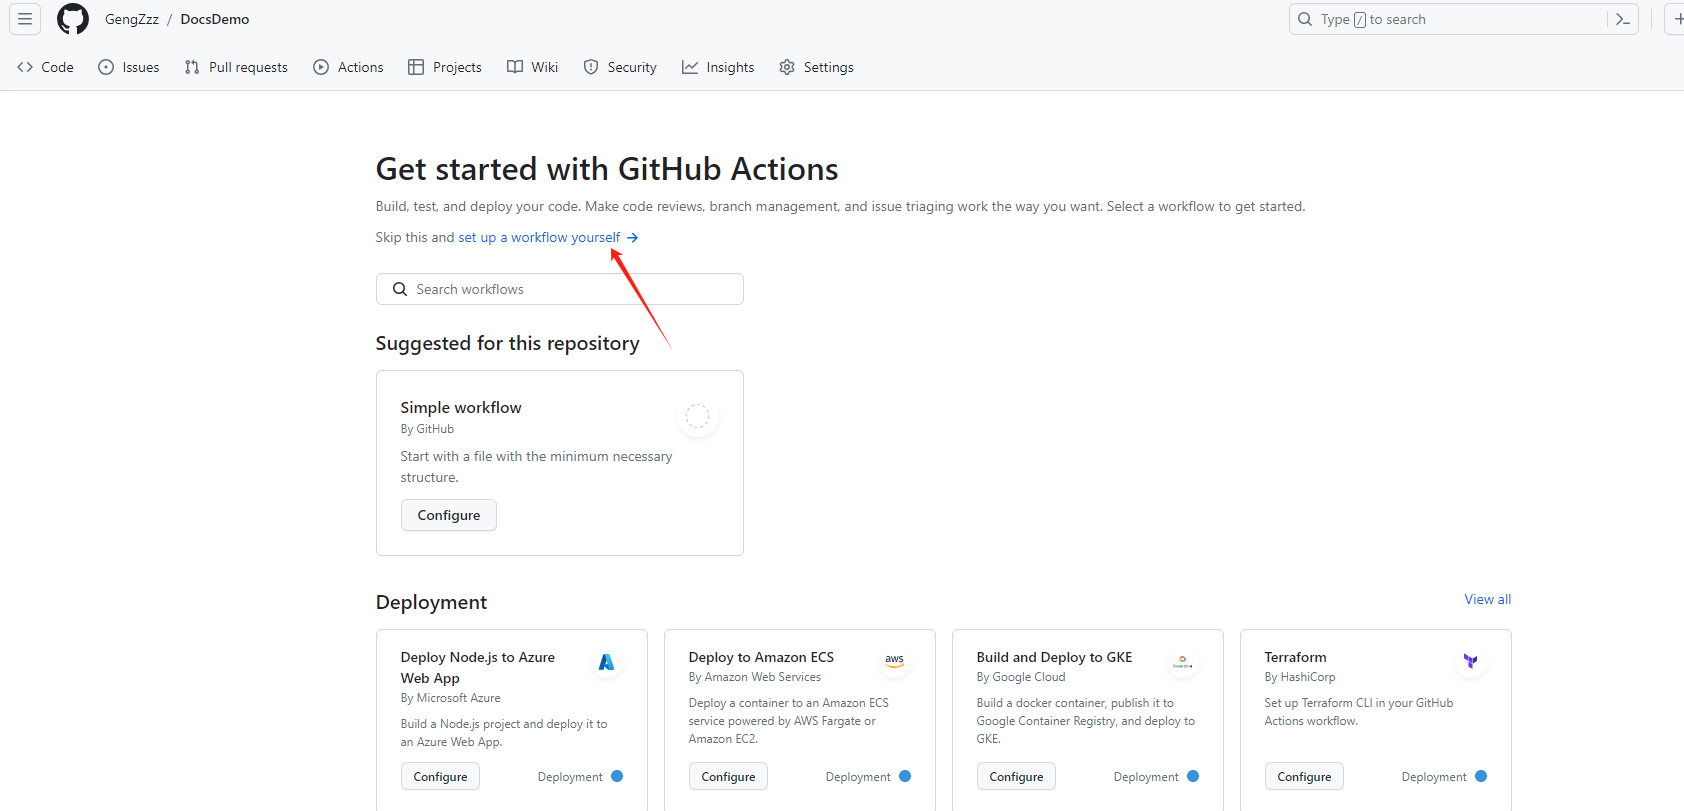 GengZzz / DocsDemo
Type / to search
Code Issues Pull requests Actions Projects Wiki Security Insights Settings
Get started with GitHub Actions
Build, test, and deploy your code. Make code reviews, branch management, and issue triaging work the way you want. Select a workflow to get started.
Skip this and set up a workflow yourself →
Search workflows
Suggested for this repository
Simple workflow
By GitHub
Start with a file with the minimum necessary
structure.
Configure
Deployment
View all
Deploy Node.js to Azure
Web App
By Microsoft Azure
Build a Node.js project and deploy it to
an Azure Web App.
Configure
Deployment
Deploy to Amazon ECS
aws
By Amazon Web Services
Deploy a container to an Amazon ECS
service powered by AWS Fargate or
Amazon EC2.
Configure
Deployment
Build and Deploy to GKE
By Google Cloud
Build a docker container, publish it to
Google Container Registry, and deploy to
GKE.
Configure
Deployment
Terraform
By HashiCorp
Set up Terraform CLI in your GitHub
Actions workflow.
Configure
Deployment